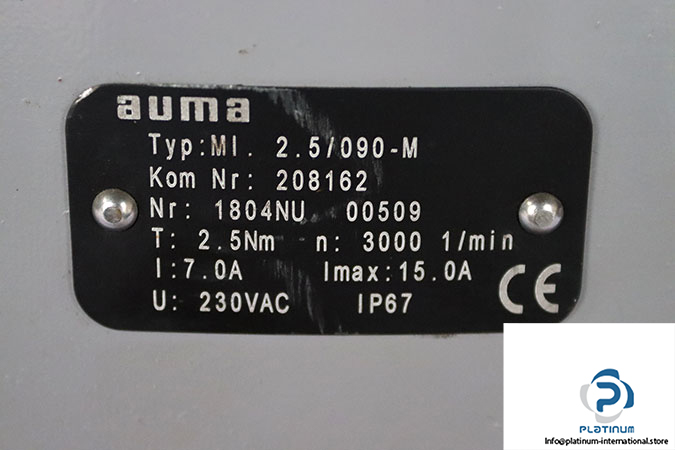 auma
Typ:MI. 2.5/090-M
Kom Nr: 208162
Nr: 1804NU 00509
T: 2.5Nm n: 3000 1/min
I:7.0A Imax:15.0A
U: 230VAC IP67
CE
PLATINUM
Info@platinum-international.store